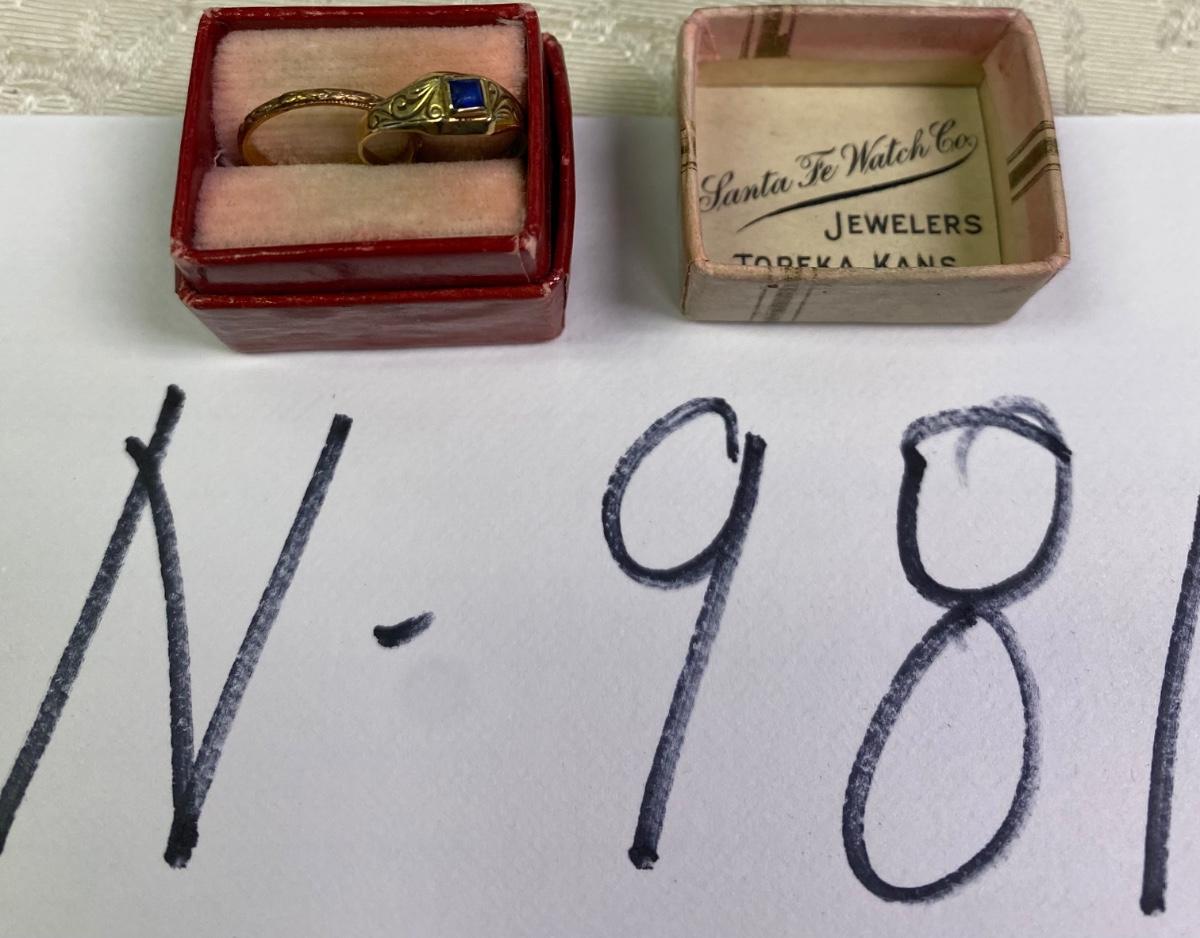 Santa Fe Watch Co.
JEWELERS
TOPEKA KANS
N-981